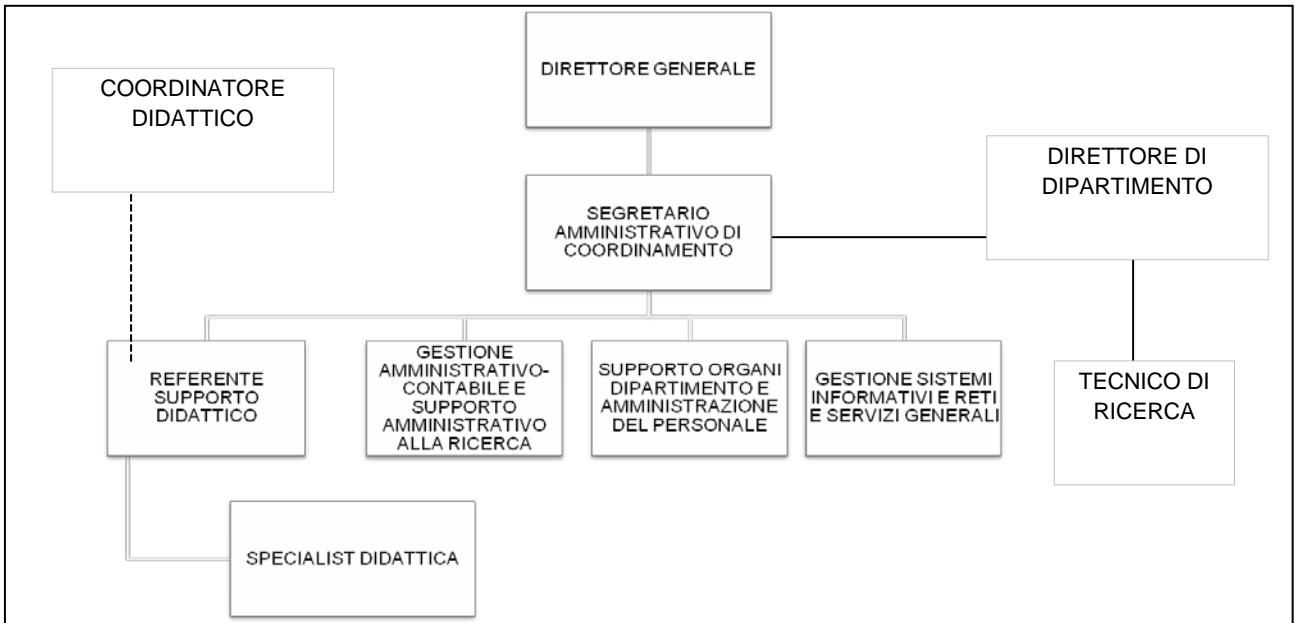 DIRETTORE GENERALE
COORDINATORE
DIDATTICO
DIRETTORE DI
DIPARTIMENTO
SEGRETARIO
AMMINISTRATIVO DI
COORDINAMENTO
REFERENTE
SUPPORTO
DIDATTICO
GESTIONE
AMMINISTRATIVO-
CONTABILE E
SUPPORTO
AMMINISTRATIVO
ALLA RICERCA
SUPPORTO ORGANI
DIPARTIMENTO E
AMMINISTRAZIONE
DEL PERSONALE
GESTIONE SISTEMI
INFORMATIVI E RETI
E SERVIZI GENERALI
TECNICO DI
RICERCA
SPECIALIST DIDATTICA